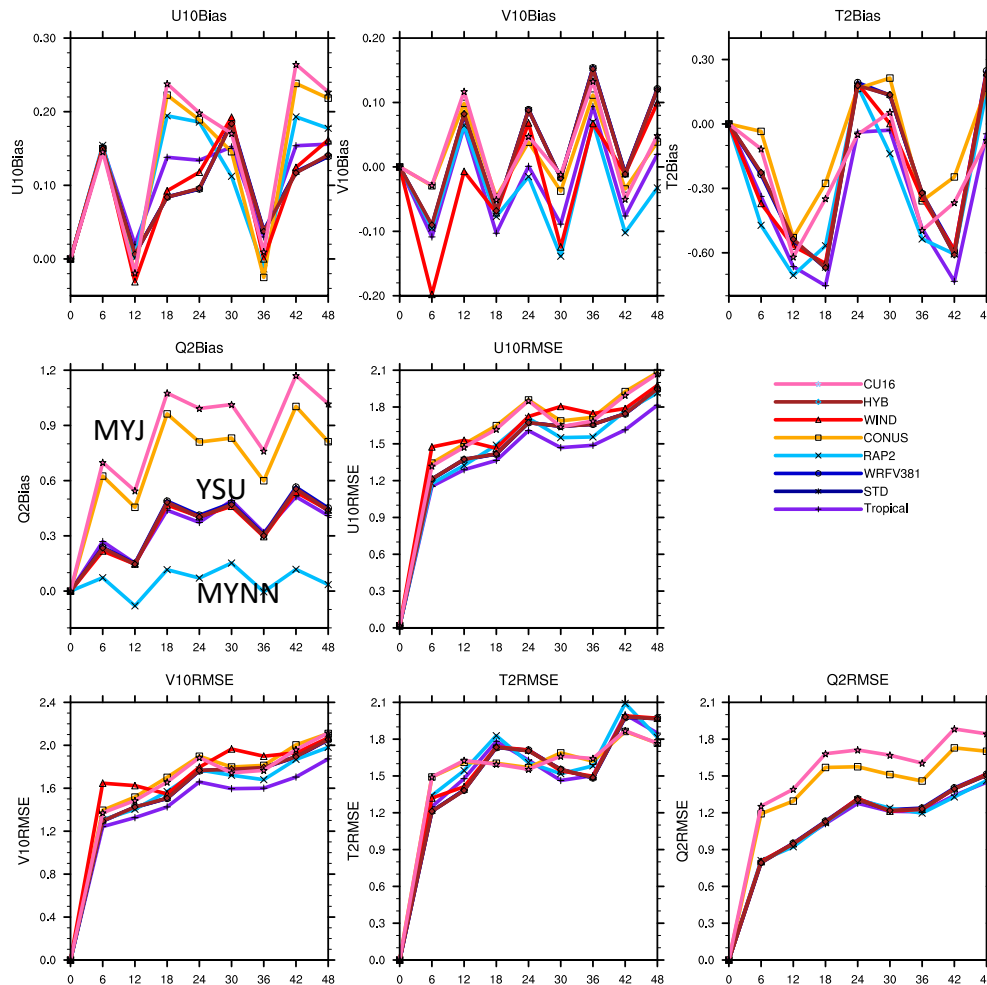 U10Bias
V10Bias
T2Bias
U10Bias
0.30
0.20
0.10
0.00
0 6 12 18 24 30 36 42 48
V10Bias
0.20
0.10
0.00
-0.10
-0.20
0 6 12 18 24 30 36 42 48
T2Bias
0.30
0.00
-0.30
-0.60
0 6 12 18 24 30 36 42
Q2Bias
U10RMSE
Q2Bias
1.2
0.9
0.6
0.3
0.0
MYJ
YSU
MYNN
0 6 12 18 24 30 36 42 48
U10RMSE
2.1
1.8
1.5
1.2
0.9
0.6
0.3
0.0
0 6 12 18 24 30 36 42 48
CU16
HYB
WIND
CONUS
RAP2
WRFV381
STD
Tropical
V10RMSE
T2RMSE
Q2RMSE
V10RMSE
2.4
2.0
1.6
1.2
0.8
0.4
0.0
0 6 12 18 24 30 36 42 48
T2RMSE
2.1
1.8
1.5
1.2
0.9
0.6
0.3
0.0
0 6 12 18 24 30 36 42 48
Q2RMSE
2.1
1.8
1.5
1.2
0.9
0.6
0.3
0.0
0 6 12 18 24 30 36 42